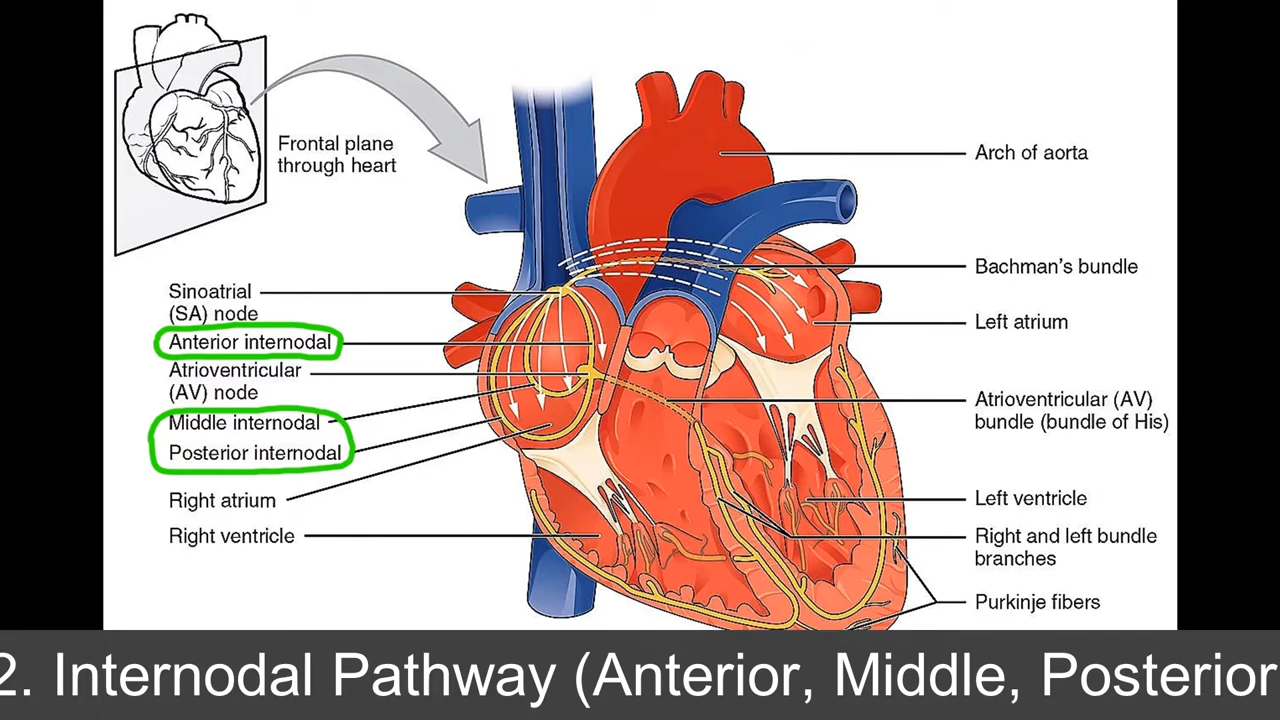 Frontal plane
through heart
Arch of aorta
Bachman's bundle
Sinoatrial
(SA) node
Anterior internodal
Left atrium
Atrioventricular
(AV) node
Middle internodal
Posterior internodal
Atrioventricular (AV)
bundle (bundle of His)
Right atrium
Left ventricle
Right ventricle
Right and left bundle
branches
Purkinje fibers
2. Internodal Pathway (Anterior, Middle, Posterior